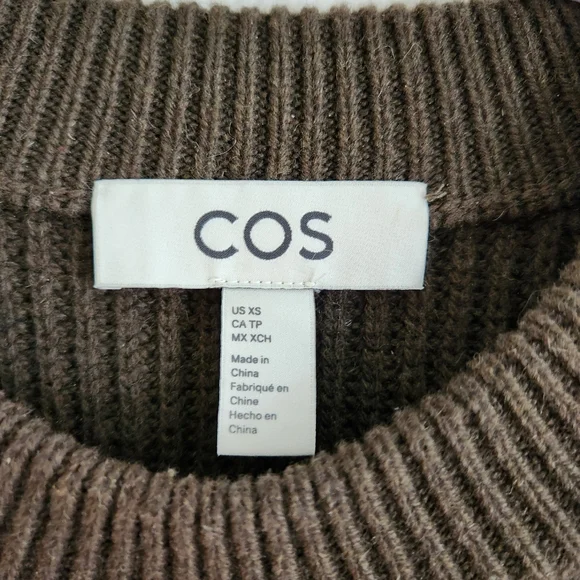 COS
US XS
CA TP
MX XCH
Made in
China
Fabriqué en
Chine
Hecho en
China